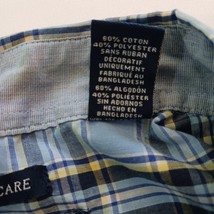 60% COTON
40% POLYESTER
SANS RUBAN
DÉCORATIF
UNIQUEMENT
FABRIQUÉ AU
BANGLADESH
60% ALGODÓN
40% POLIÉSTER
SIN ADORNOS
HECHO EN
BANGLADESH
CARE